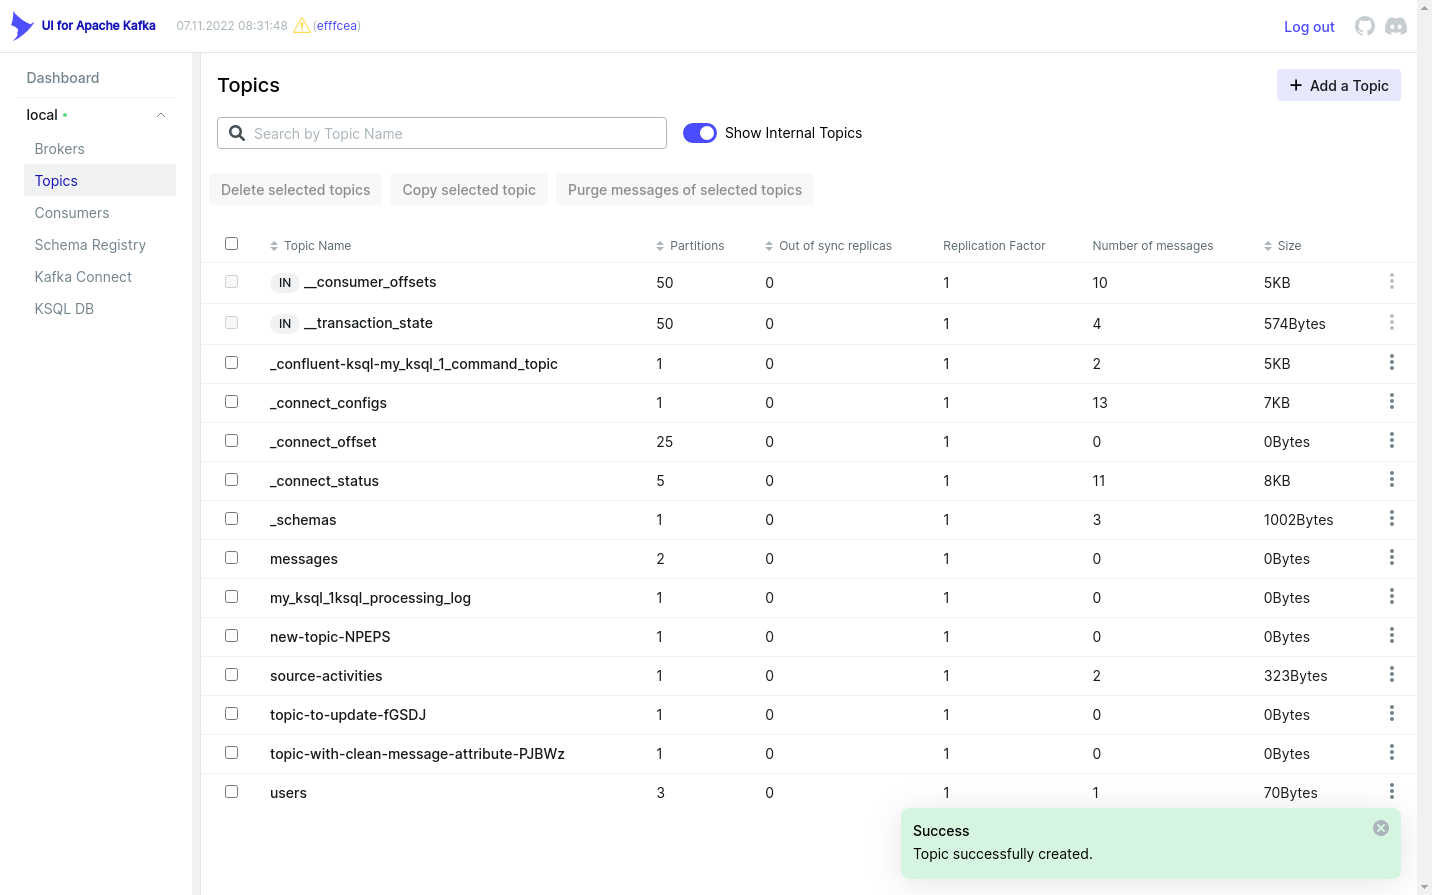 UI for Apache Kafka 07.11.2022 08:31:48 (efffcea) Log out
Dashboard
local
Brokers
Topics
Consumers
Schema Registry
Kafka Connect
KSQL DB
Topics
Add a Topic
Search by Topic Name
Show Internal Topics
Delete selected topics Copy selected topic Purge messages of selected topics
Topic Name Partitions Out of sync replicas Replication Factor Number of messages Size
IN __consumer_offsets 50 0 1 10 5KB
IN __transaction_state 50 0 1 4 574Bytes
_confluent-ksql-my_ksql_1_command_topic 1 0 1 2 5KB
_connect_configs 1 0 1 13 7KB
_connect_offset 25 0 1 0 0Bytes
_connect_status 5 0 1 11 8KB
_schemas 1 0 1 3 1002Bytes
messages 2 0 1 0 0Bytes
my_ksql_1ksql_processing_log 1 0 1 0 0Bytes
new-topic-NPEPS 1 0 1 0 0Bytes
source-activities 1 0 1 2 323Bytes
topic-to-update-fGSDJ 1 0 1 0 0Bytes
topic-with-clean-message-attribute-PJBWz 1 0 1 0 0Bytes
users 3 0 1 1 70Bytes
Success
Topic successfully created.